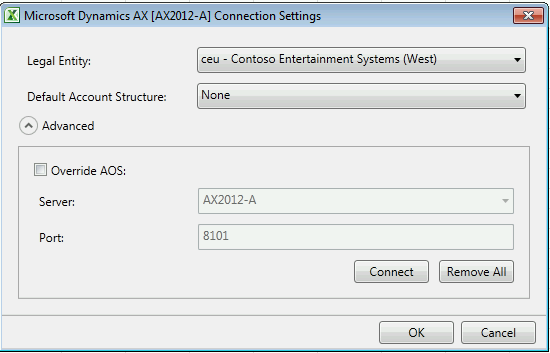 Microsoft Dynamics AX [AX2012-A] Connection Settings
Legal Entity: ceu - Contoso Entertainment Systems (West)
Default Account Structure: None
Advanced
Override AOS:
Server: AX2012-A
Port: 8101
Connect Remove All
OK Cancel